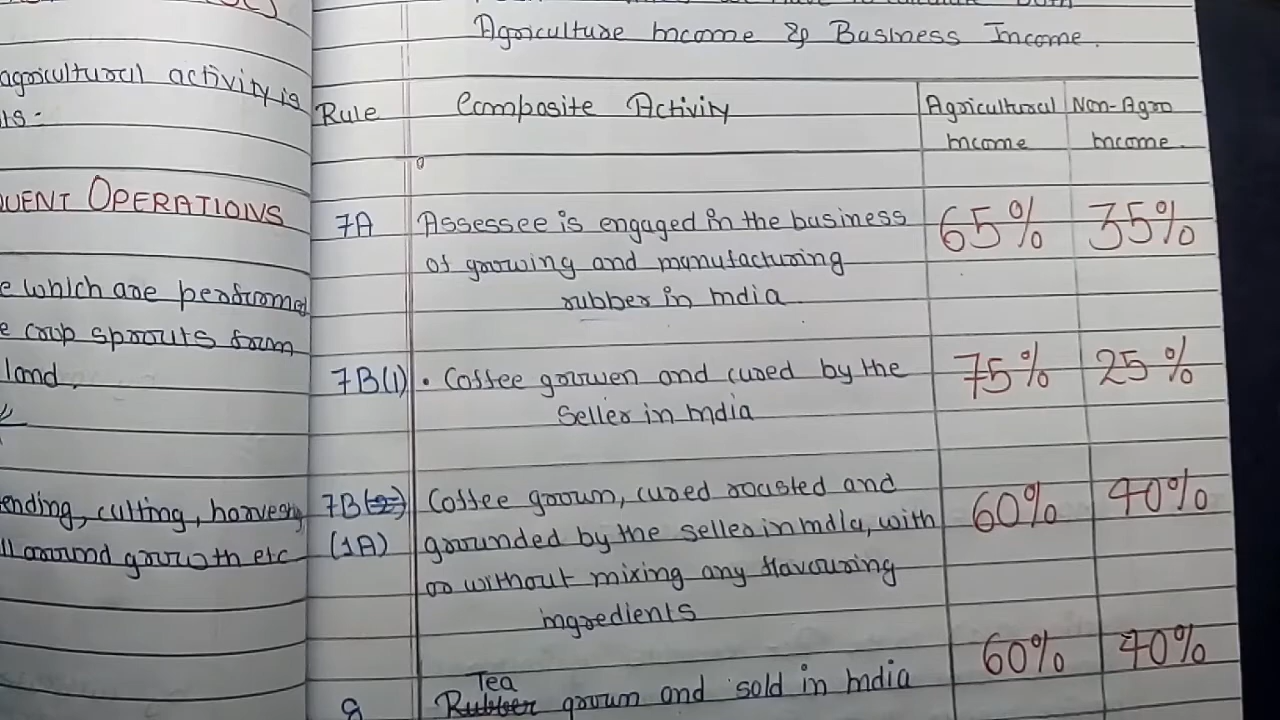 Agriculture Income & Business Income.
agricultural activity is
Rule
Composite Activity
Agricultural Income
Non-Agro Income.
UENT OPERATIONS
7A
Assessee is engaged in the business
of growing and manufacturing
rubber in India
65%
35%
e which are performed
e crop sprouts form
land.
7B(1)
• Coffee grouwen and cured by the
Seller in India
75%
25%
ending, cutting, harvesting
growth etc
7B
(1A)
Coffee grown, cured roasted and
grounded by the seller in India, with
or without mixing any flavouring
ingredients
60%
40%
8
Tea
Rubber grown and sold in India
60%
40%